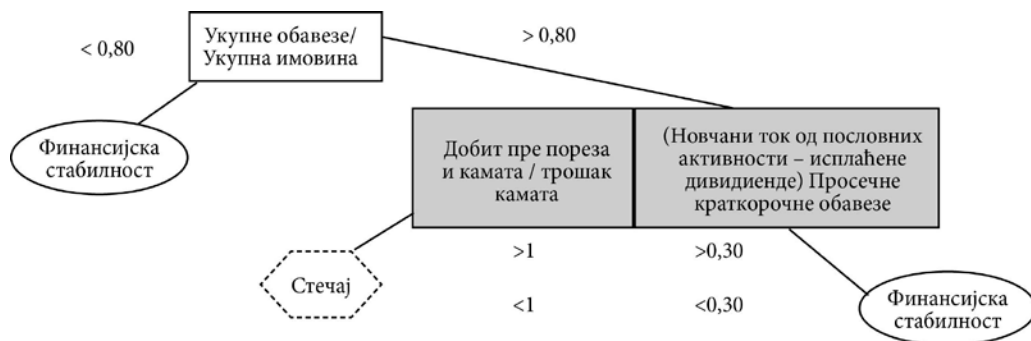 < 0,80
Укупне обавезе/
Укупна имовина
> 0,80
Финансијска
стабилност
Добит пре пореза
и камата / трошак
камата
(Новчани ток од пословних
активности – исплаћене
дивидиенде) Просечне
краткорочне обавезе
Стечај
>1
>0,30
<1
<0,30
Финансијска
стабилност